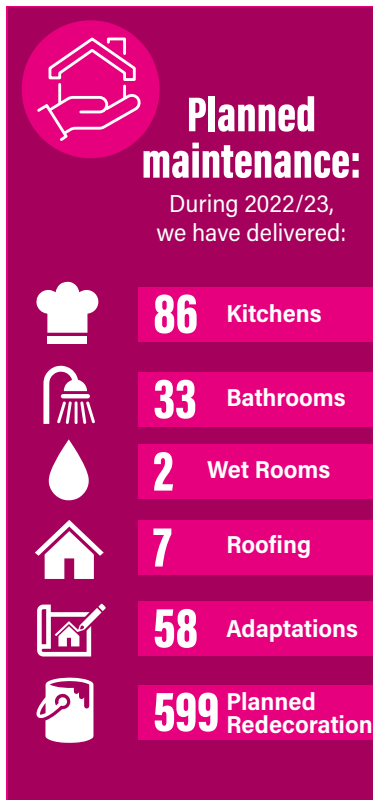 Planned
maintenance:
During 2022/23,
we have delivered:
86 Kitchens
33 Bathrooms
2 Wet Rooms
7 Roofing
58 Adaptations
599 Planned
Redecoration